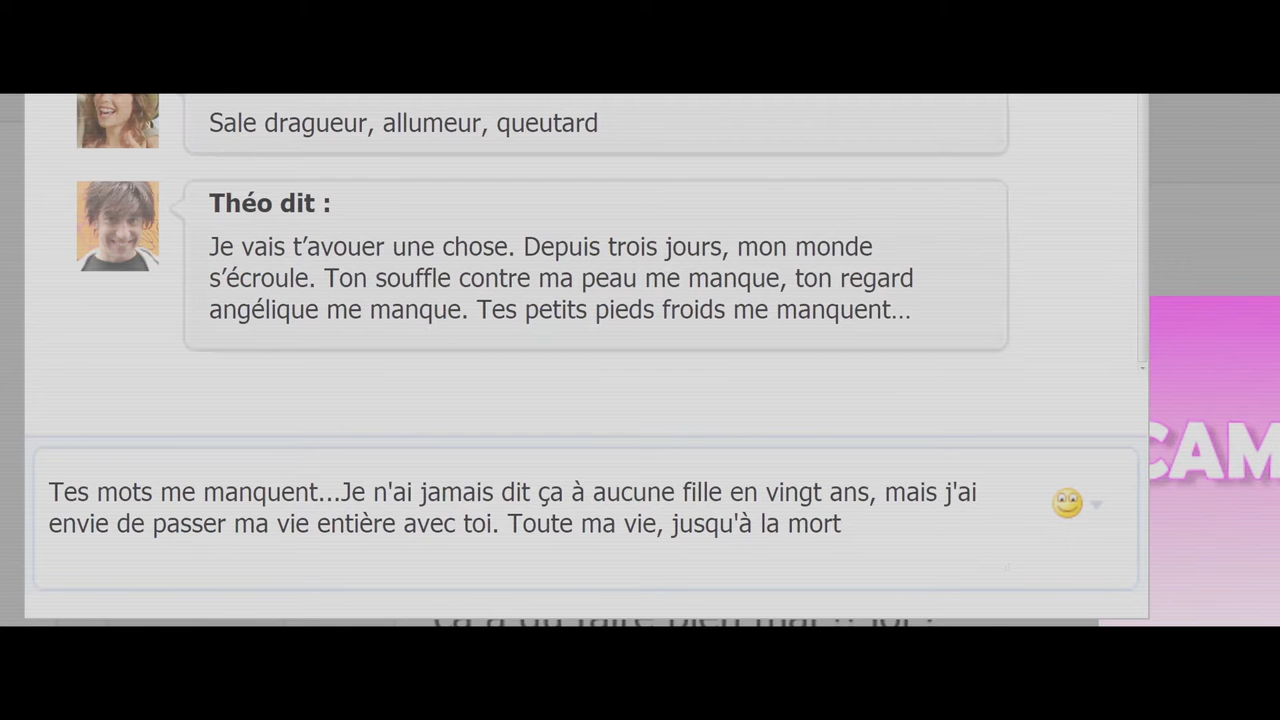 Sale dragueur, allumeur, queutard
Théo dit :
Je vais t’avouer une chose. Depuis trois jours, mon monde
s’écroule. Ton souffle contre ma peau me manque, ton regard
angélique me manque. Tes petits pieds froids me manquent...
Tes mots me manquent...Je n'ai jamais dit ça à aucune fille en vingt ans, mais j'ai
envie de passer ma vie entière avec toi. Toute ma vie, jusqu'à la mort
CAM